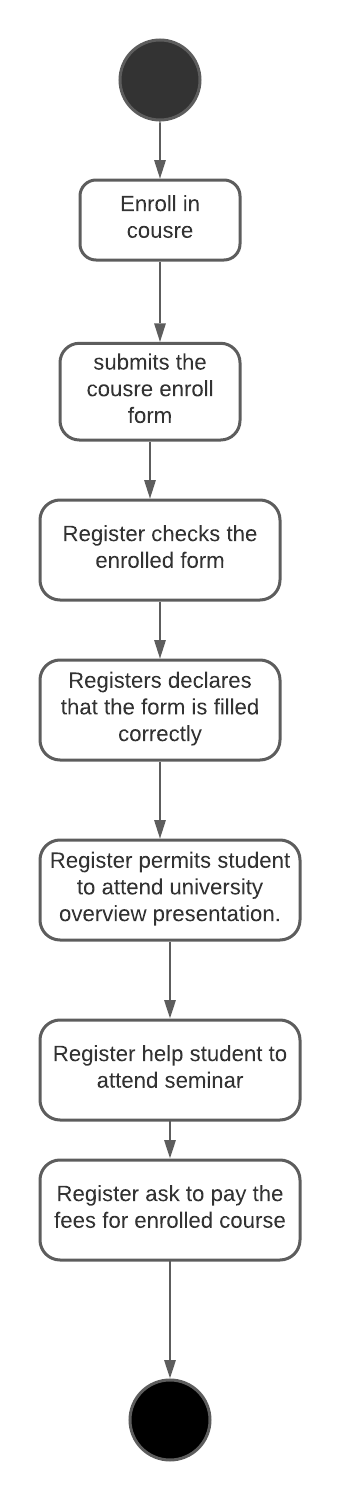 Enroll in
cousre
submits the
cousre enroll
form
Register checks the
enrolled form
Registers declares
that the form is filled
correctly
Register permits student
to attend university
overview presentation.
Register help student to
attend seminar
Register ask to pay the
fees for enrolled course